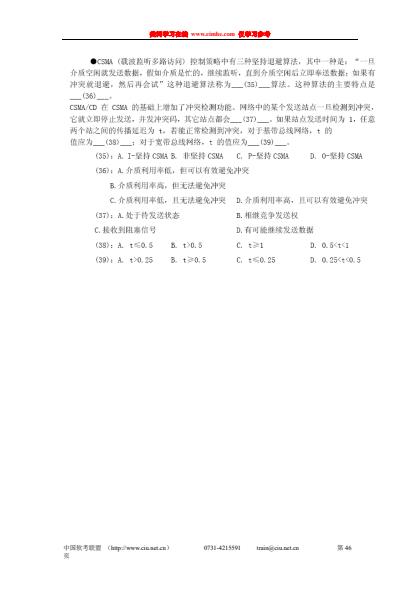 关闭学习在线 www.cisnhc.com 仅习参考
●CSMA（载波监听多路访问）控制策略中有三种坚持退避算法，其中一种是：“一旦
介质空闲就发送数据，假如介质是忙的，继续监听，直到介质空闲后立即奉送数据；如果有
冲突就退避，然后再会试”这种退避算法称为___(35)___算法。这种算法的主要特点是
___(36)___。
CSMA/CD 在 CSMA 的基础上增加了冲突检测功能。网络中的某个发送站点一旦检测到冲突，
它就立即停止发送，并发冲突码，其它站点都会___(37)___。如果站点发送时间为 1，任意
两个站之间的传播延迟为 t，若能正常检测到冲突，对于基带总线网络，t 的
值应为___(38)___；对于宽带总线网络，t 的值应为___(39)___。
(35)：A. I-坚持 CSMA B. 非坚持 CSMA C. P-坚持 CSMA D. O-坚持 CSMA
(36)：A.介质利用率低，但可以有效避免冲突
B.介质利用率高，但无法避免冲突
C.介质利用率低，且无法避免冲突 D.介质利用率高，且可以有效避免冲突
(37)：A.处于待发送状态 B.相继竞争发送权
C.接收到阻塞信号 D.有可能继续发送数据
(38)：A. t≤0.5 B. t>0.5 C. t≥1 D. 0.5<t<1
(39)：A. t>0.25 B. t≥0.5 C. t≤0.25 D. 0.25<t<0.5
中国软考联盟 （http://www.ciu.net.cn） 0731-4215591 train@ciu.net.cn 第 46
页